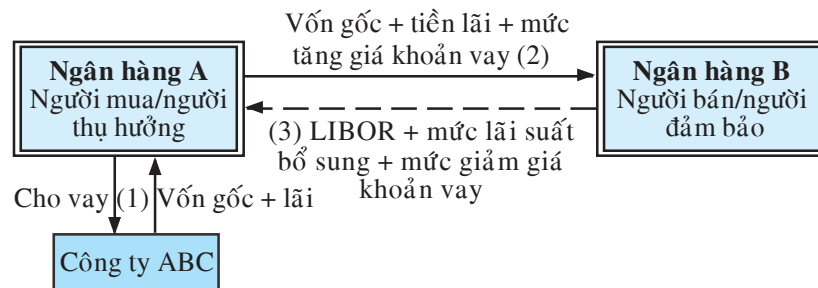 Vốn gốc + tiền lãi + mức
tăng giá khoản vay (2)
Ngân hàng A
Người mua/người
thụ hưởng
Ngân hàng B
Người bán/người
đảm bảo
(3) LIBOR + mức lãi suất
bổ sung + mức giảm giá
khoản vay
Cho vay (1) Vốn gốc + lãi
Công ty ABC